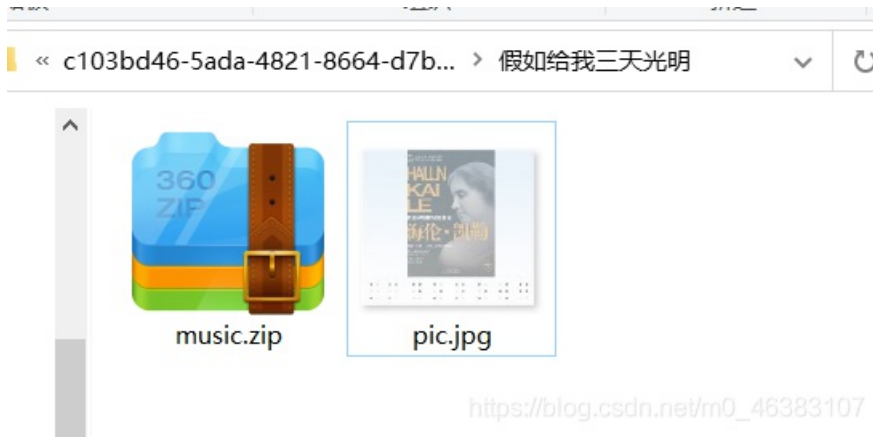 « c103bd46-5ada-4821-8664-d7b... > 假如给我三天光明
360
ZIP
HALLN
KAI
LE
海伦·凯勒
music.zip
pic.jpg
https://blog.csdn.net/m0_46383107